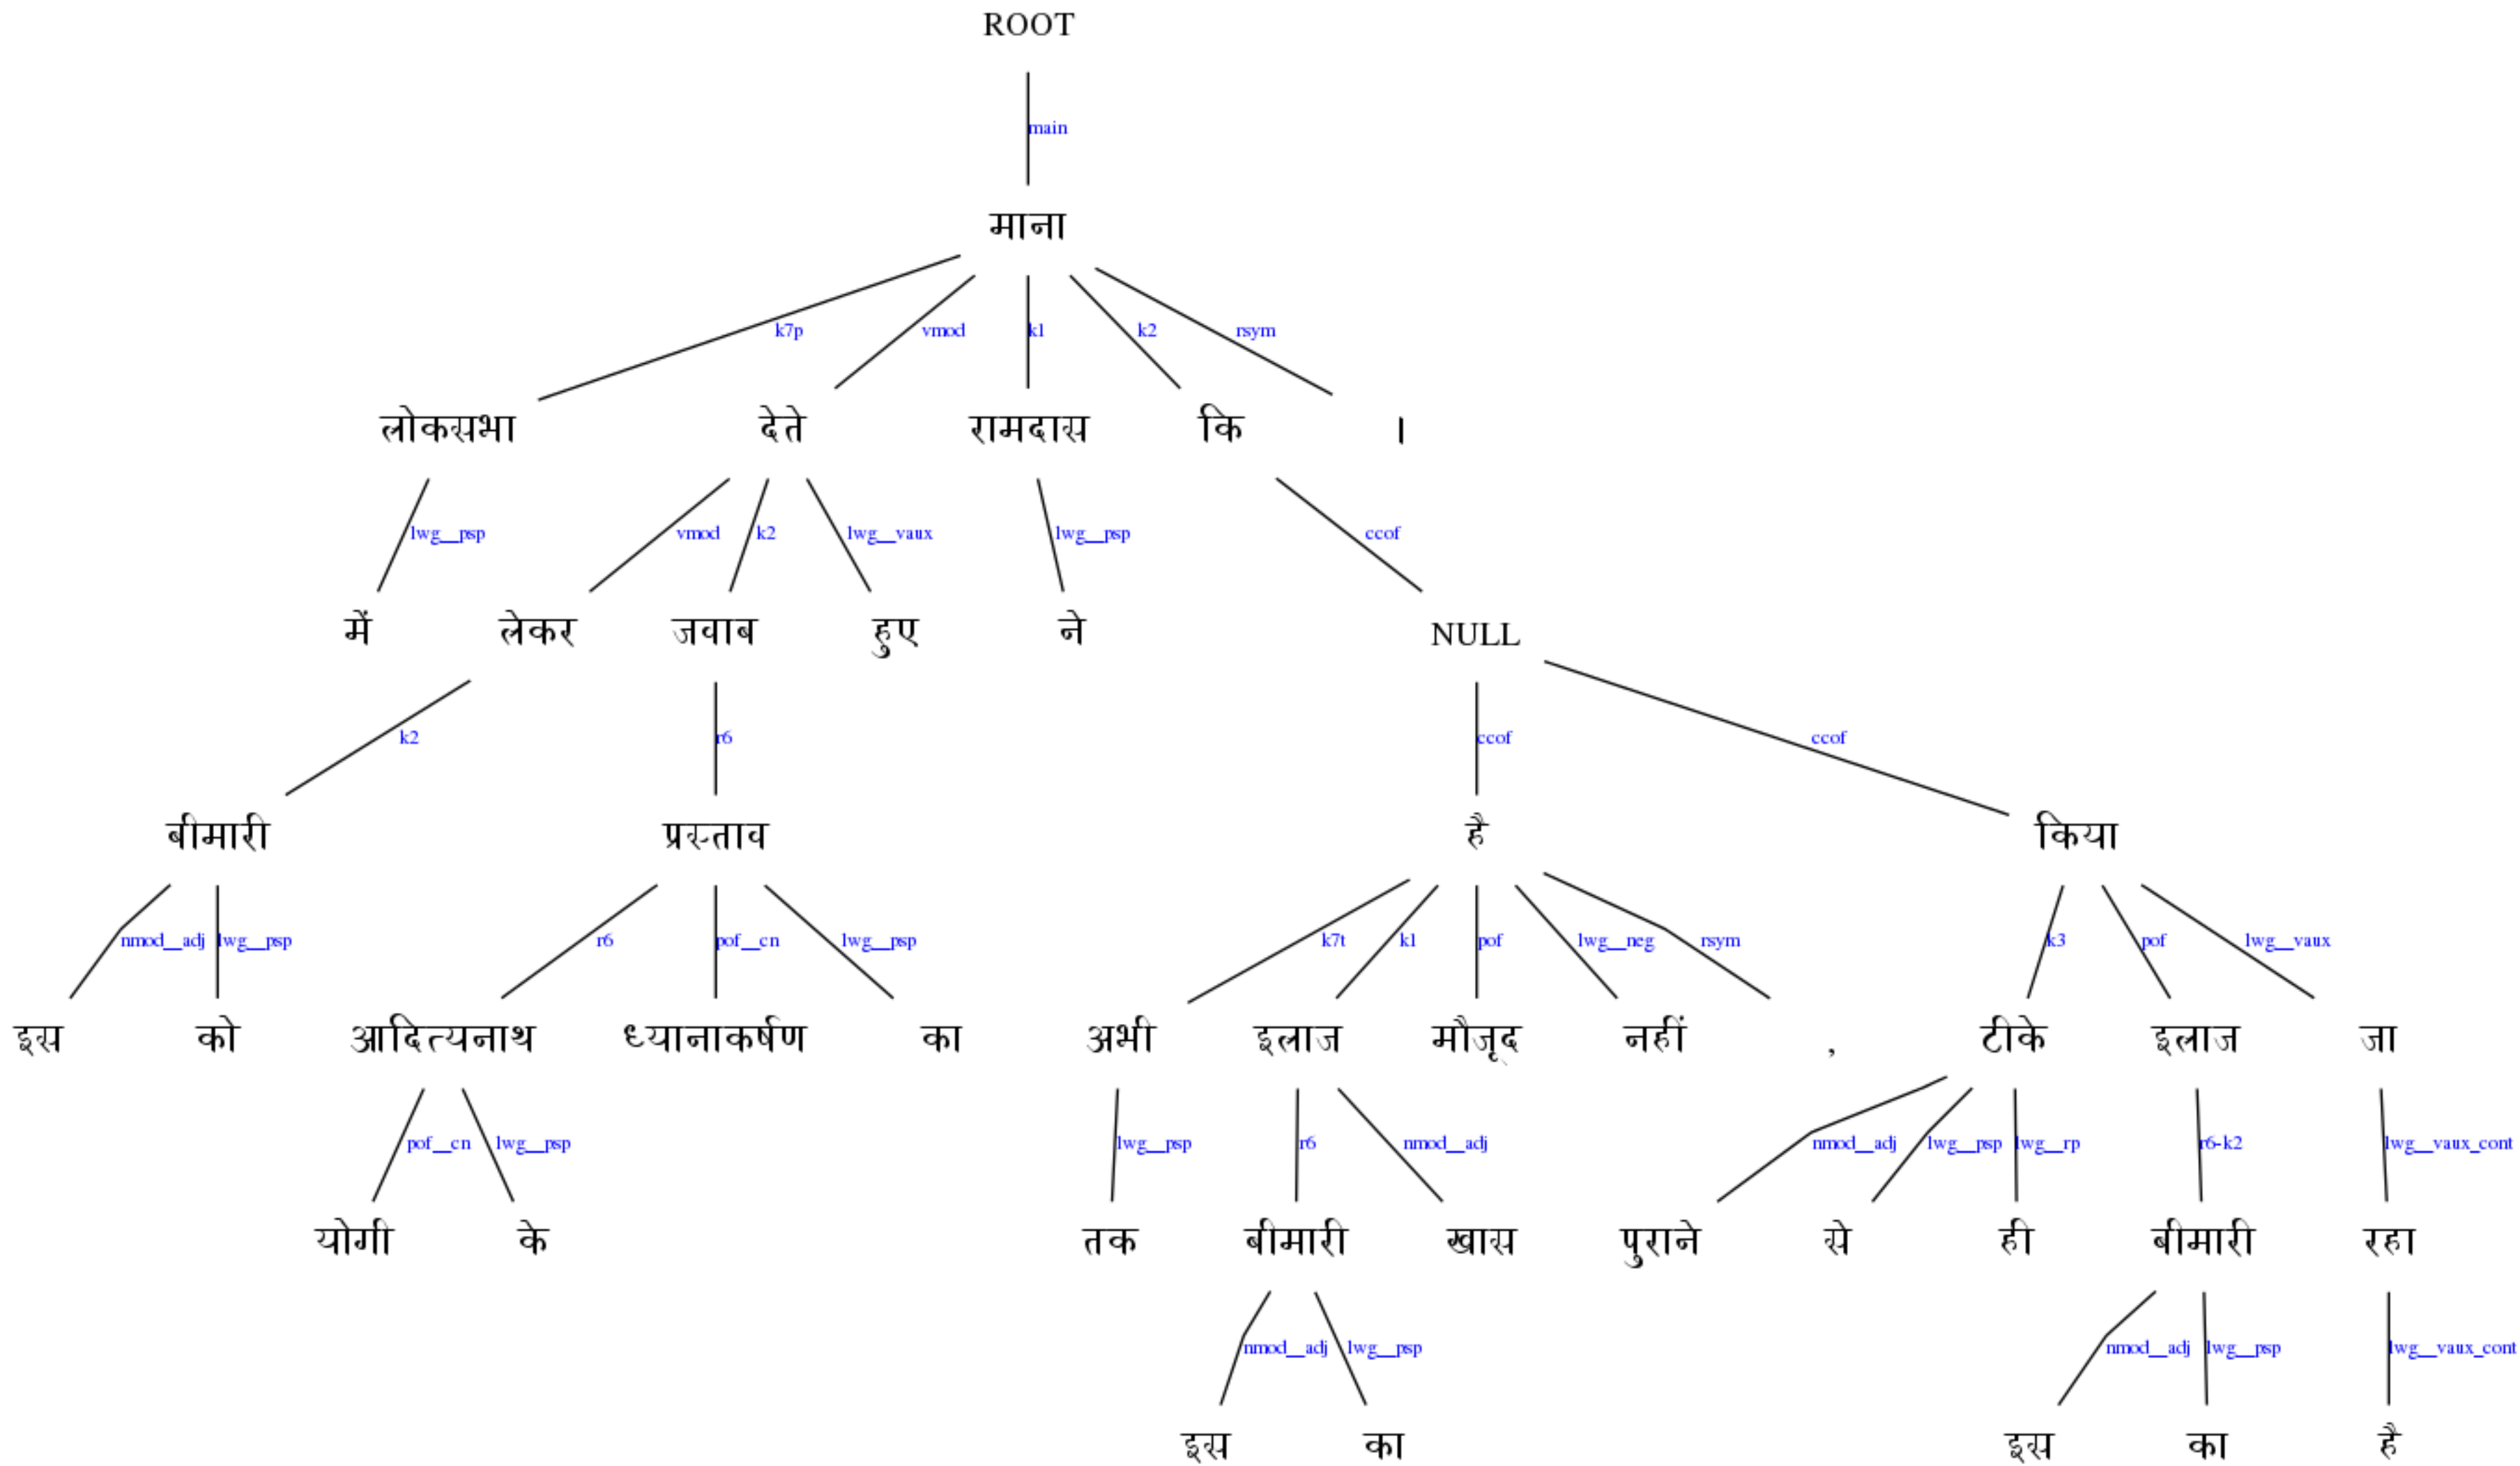 ROOT
main
माना
k7p vmod k1 k2 rsym
लोकसभा देते रामदास कि ।
lwg__psp vmod k2 lwg__vaux lwg__psp ccof
में लेकर जवाब हुए ने NULL
k2 r6 ccof ccof
बीमारी प्रस्ताव है किया
nmod__adj lwg__psp r6 pof__cn lwg__psp k7t k1 pof lwg__neg rsym k3 pof lwg__vaux
इस को आदित्यनाथ ध्यानाकर्षण का अभी इलाज मौजूद नहीं , टीके इलाज जा
pof__cn lwg__psp lwg__psp r6 nmod__adj nmod__adj lwg__psp lwg__rp r6-k2 lwg__vaux_cont
योगी के तक बीमारी खास पुराने से ही बीमारी रहा
nmod__adj lwg__psp nmod__adj lwg__psp lwg__vaux_cont
इस का इस का है